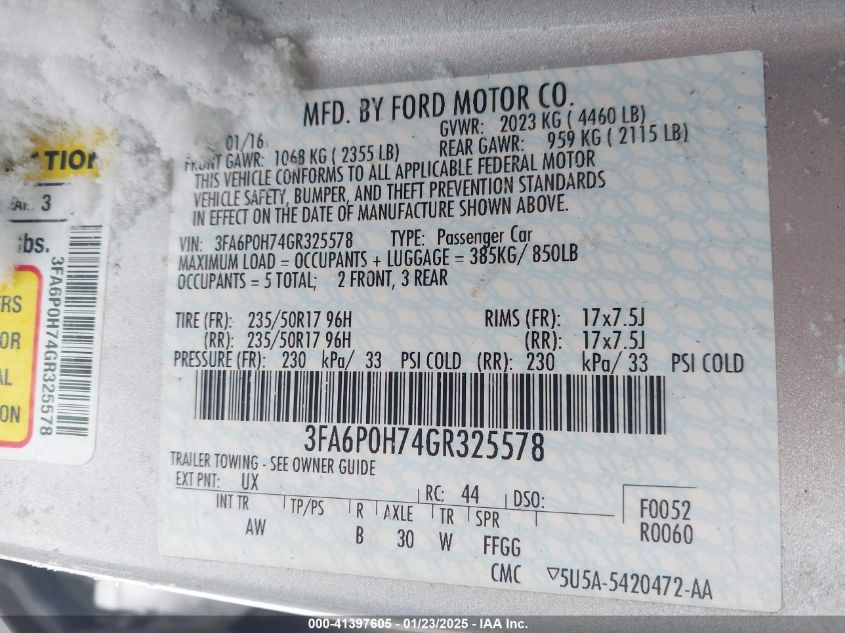 MFD. BY FORD MOTOR CO.
01/16 GVWR: 2023 KG ( 4460 LB)
FRONT GAWR: 1068 KG ( 2355 LB) REAR GAWR: 959 KG ( 2115 LB)
THIS VEHICLE CONFORMS TO ALL APPLICABLE FEDERAL MOTOR
VEHICLE SAFETY, BUMPER, AND THEFT PREVENTION STANDARDS
IN EFFECT ON THE DATE OF MANUFACTURE SHOWN ABOVE.
VIN: 3FA6P0H74GR325578 TYPE: Passenger Car
MAXIMUM LOAD = OCCUPANTS + LUGGAGE = 385KG/ 850LB
OCCUPANTS = 5 TOTAL; 2 FRONT, 3 REAR
TIRE (FR): 235/50R17 96H RIMS (FR): 17x7.5J
(RR): 235/50R17 96H (RR): 17x7.5J
PRESSURE (FR): 230 kPa/ 33 PSI COLD (RR): 230 kPa/ 33 PSI COLD
3FA6P0H74GR325578
TRAILER TOWING - SEE OWNER GUIDE
EXT PNT: UX RC: 44 DSO: F0052
INT TR TP/PS R AXLE TR SPR R0060
AW B 30 W FFGG
CMC ▽5U5A-5420472-AA
3
lbs.
3FA6P0H74GR325578
000-41397605 / 01/23/2025 - IAA Inc.